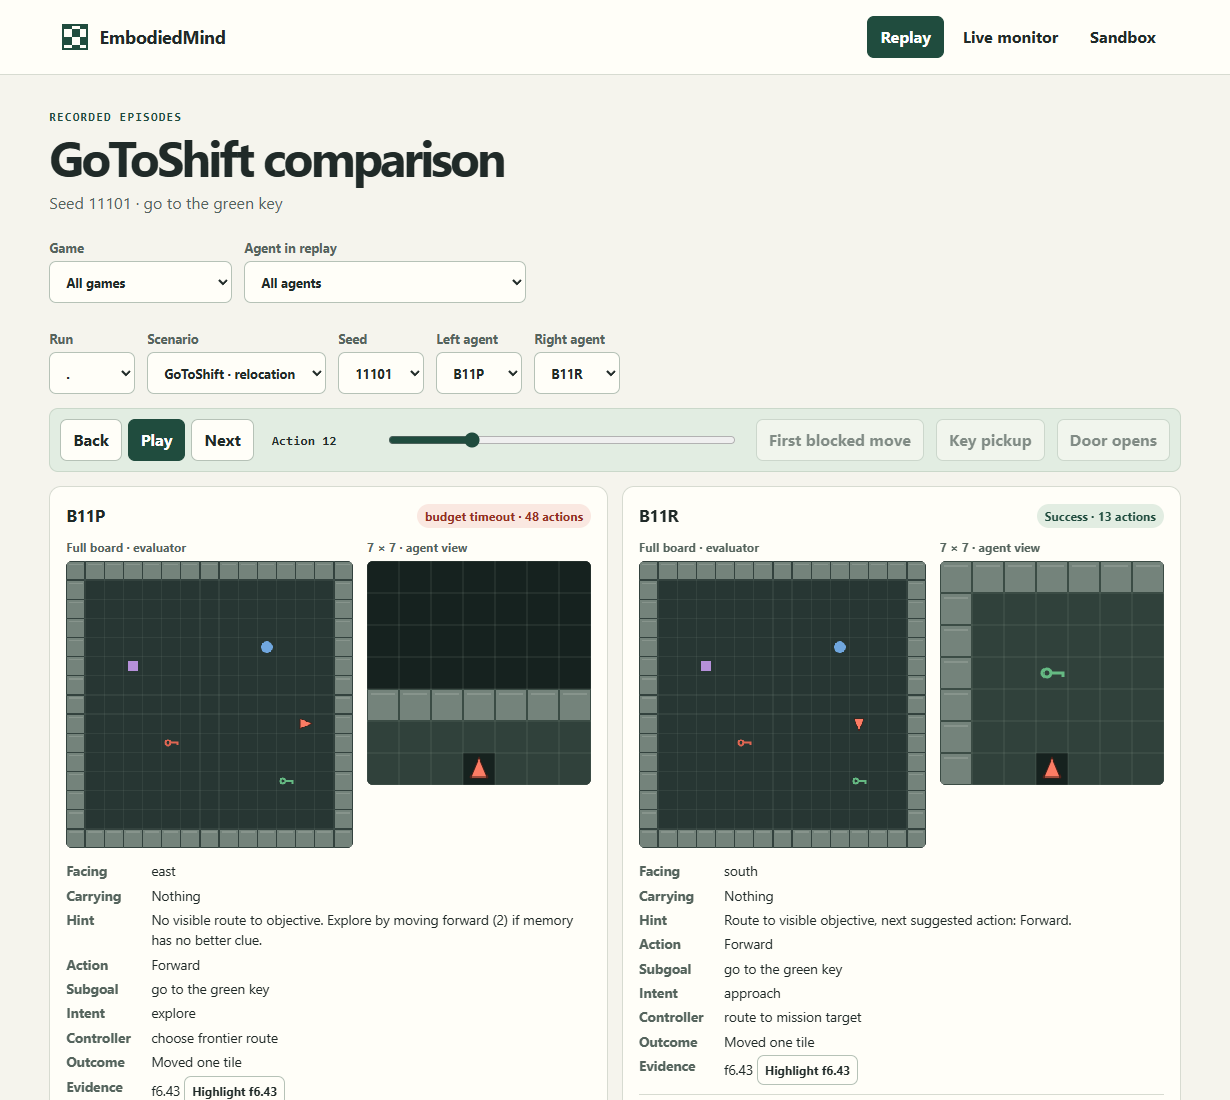 EmbodiedMind
Replay Live monitor Sandbox
RECORDED EPISODES
GoToShift comparison
Seed 11101 · go to the green key
Game Agent in replay
All games All agents
Run Scenario Seed Left agent Right agent
. GoToShift · relocation 11101 B11P B11R
Back Play Next Action 12 First blocked move Key pickup Door opens
B11P budget timeout · 48 actions
Full board · evaluator 7 × 7 · agent view
Facing east
Carrying Nothing
Hint No visible route to objective. Explore by moving forward (2) if memory
has no better clue.
Action Forward
Subgoal go to the green key
Intent explore
Controller choose frontier route
Outcome Moved one tile
Evidence f6.43 Highlight f6.43
B11R Success · 13 actions
Full board · evaluator 7 × 7 · agent view
Facing south
Carrying Nothing
Hint Route to visible objective, next suggested action: Forward.
Action Forward
Subgoal go to the green key
Intent approach
Controller route to mission target
Outcome Moved one tile
Evidence f6.43 Highlight f6.43